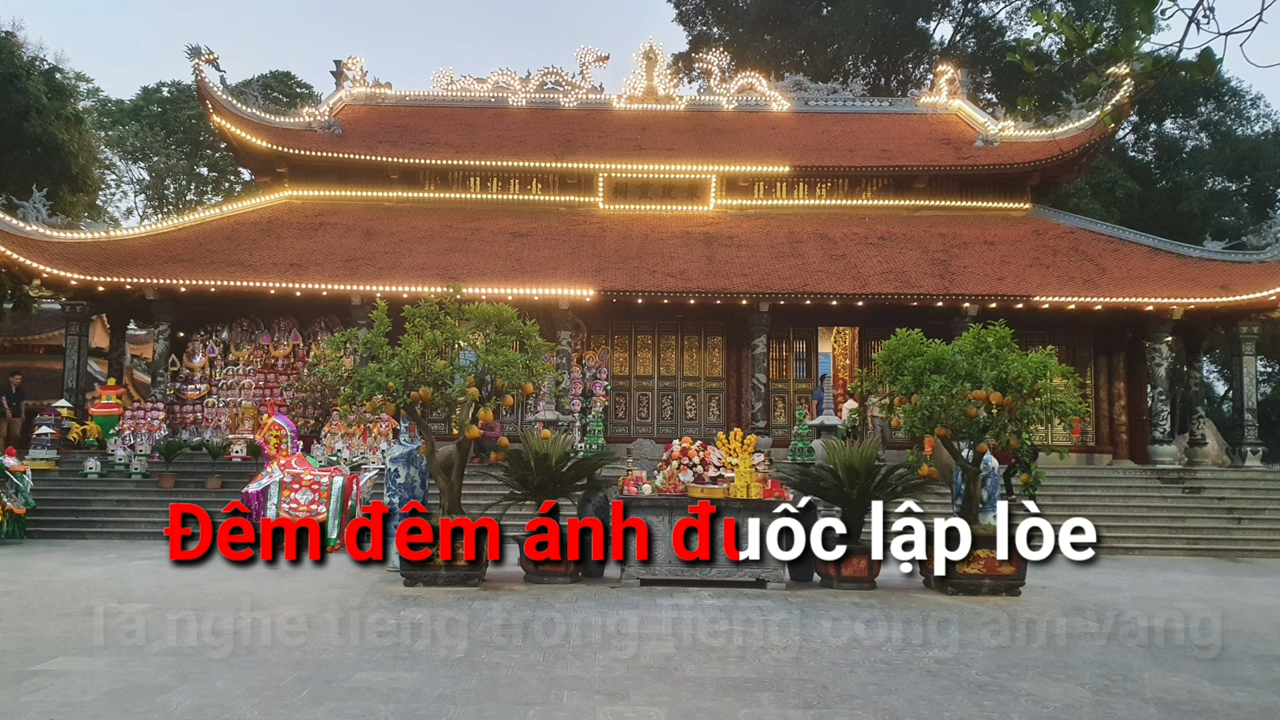 Đêm đêm ánh đuốc lập lòe
Ta nghe tiếng trống tiếng cồng âm vang